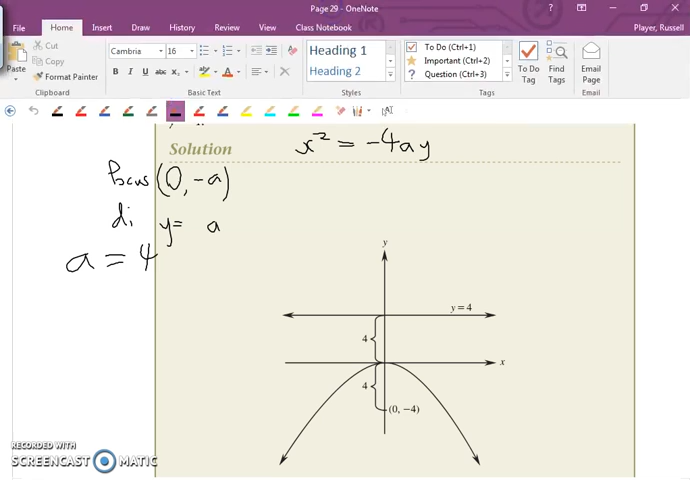 Page 29 - OneNote
Player, Russell
File Home Insert Draw History Review View Class Notebook
Paste Cut Copy Format Painter
Clipboard
Cambria 16
B I U abc x₂ A
Basic Text
Heading 1
Heading 2
Styles
To Do (Ctrl+1)
Important (Ctrl+2)
Question (Ctrl+3)
To Do Tag
Find Tags
Tags
Email Page
Email
Solution x² = -4ay
Focus (0, -a)
di y= a
a = 4
y
y = 4
4
x
4
(0, −4)
RECORDED WITH
SCREENCAST MATIC